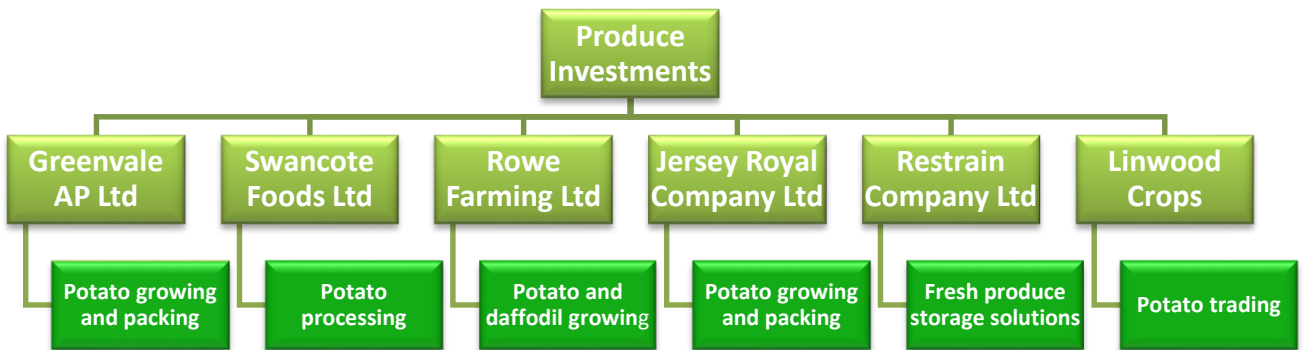 Produce
Investments
Greenvale
AP Ltd
Swancote
Foods Ltd
Rowe
Farming Ltd
Jersey Royal
Company Ltd
Restrain
Company Ltd
Linwood
Crops
Potato growing
and packing
Potato
processing
Potato and
daffodil growing
Potato growing
and packing
Fresh produce
storage solutions
Potato trading